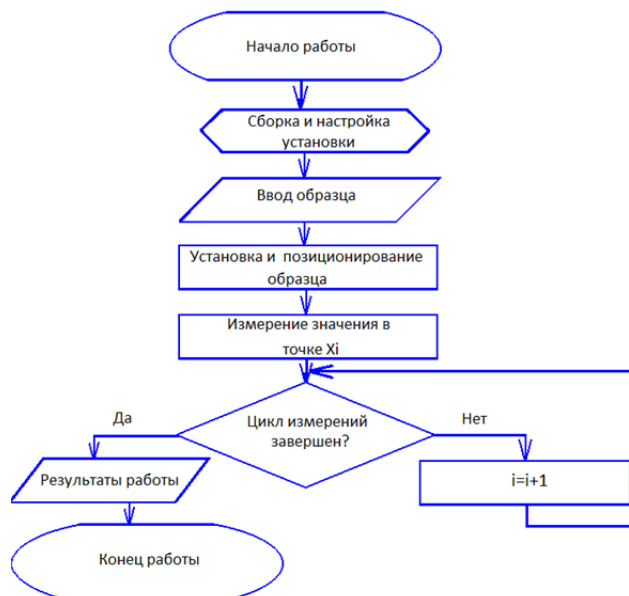 Начало работы
Сборка и настройка
установки
Ввод образца
Установка и позиционирование
образца
Измерение значения в
точке Xi
Цикл измерений
завершен?
Да
Нет
Результаты работы
i=i+1
Конец работы